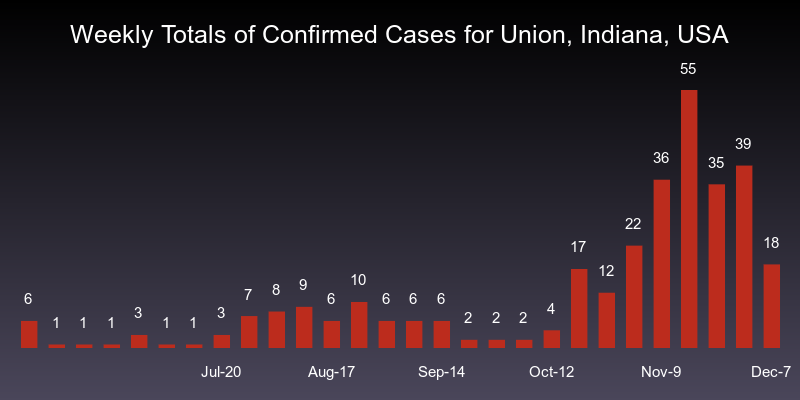 Weekly Totals of Confirmed Cases for Union, Indiana, USA
6 1 1 1 3 1 1 3 7 8 9 6 10 6 6 6 2 2 2 4 17 12 22 36 55 35 39 18
Jul-20 Aug-17 Sep-14 Oct-12 Nov-9 Dec-7